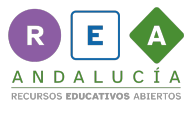 R E A
ANDALUCÍA
RECURSOS EDUCATIVOS ABIERTOS